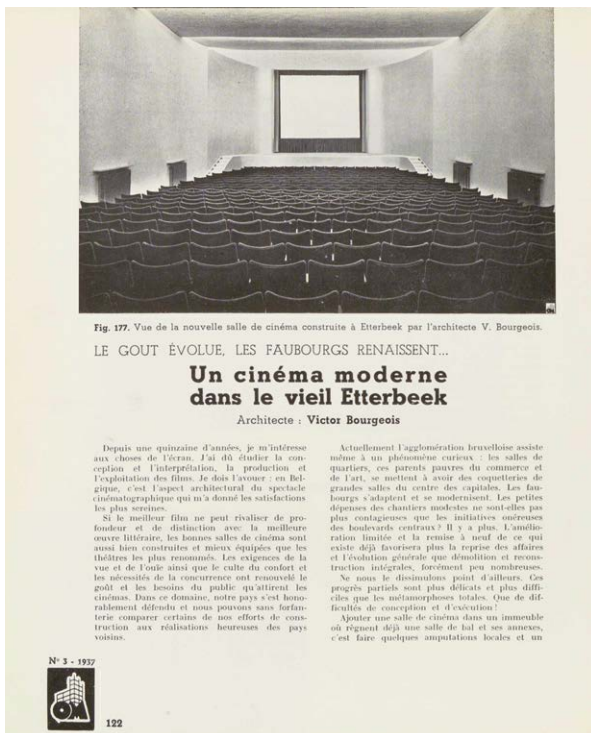 Fig. 177. Vue de la nouvelle salle de cinéma construite à Etterbeek par l'architecte V. Bourgeois.
LE GOUT ÉVOLUE, LES FAUBOURGS RENAISSENT...
Un cinéma moderne
dans le vieil Etterbeek
Architecte : Victor Bourgeois
Depuis une quinzaine d'années, je m'intéresse
aux choses de l'écran. J'ai dû étudier la con-
ception et l'interprétation, la production et
l'exploitation des films. Je dois l'avouer : en Bel-
gique, c'est l'aspect architectural du spectacle
cinématographique qui m'a donné les satisfactions
les plus sereines.
Si le meilleur film ne peut rivaliser de pro-
fondeur et de distinction avec la meilleure
œuvre littéraire, les bonnes salles de cinéma sont
aussi bien construites et mieux équipées que les
théâtres les plus renommés. Les exigences de la
vue et de l'ouïe ainsi que le culte du confort et
les nécessités de la concurrence ont renouvelé le
goût et les besoins du public qu'attirent les
cinémas. Dans ce domaine, notre pays s'est hono-
rablement défendu et nous pouvons sans forfan-
terie comparer certains de nos efforts de cons-
truction aux réalisations heureuses des pays
voisins.
Actuellement l'agglomération bruxelloise assiste
même à un phénomène curieux : les salles de
quartiers, ces parents pauvres du commerce et
de l'art, se mettent à avoir des coquetteries de
grandes salles du centre des capitales. Les fau-
bourgs s'adaptent et se modernisent. Les petites
dépenses des chantiers modestes ne sont-elles pas
plus contagieuses que les initiatives onéreuses
des boulevards centraux? Il y a plus. L'amélio-
ration limitée et la remise à neuf de ce qui
existe déjà favorisera plus la reprise des affaires
et l'évolution générale que démolition et recons-
truction intégrales, forcément peu nombreuses.
Ne nous le dissimulons point d'ailleurs. Ces
progrès partiels sont plus délicats et plus diffi-
ciles que les métamorphoses totales. Que de dif-
ficultés de conception et d'exécution!
Ajouter une salle de cinéma dans un immeuble
où règnent déjà une salle de bal et ses annexes,
c'est faire quelques amputations locales et un
N° 3 - 1937
122